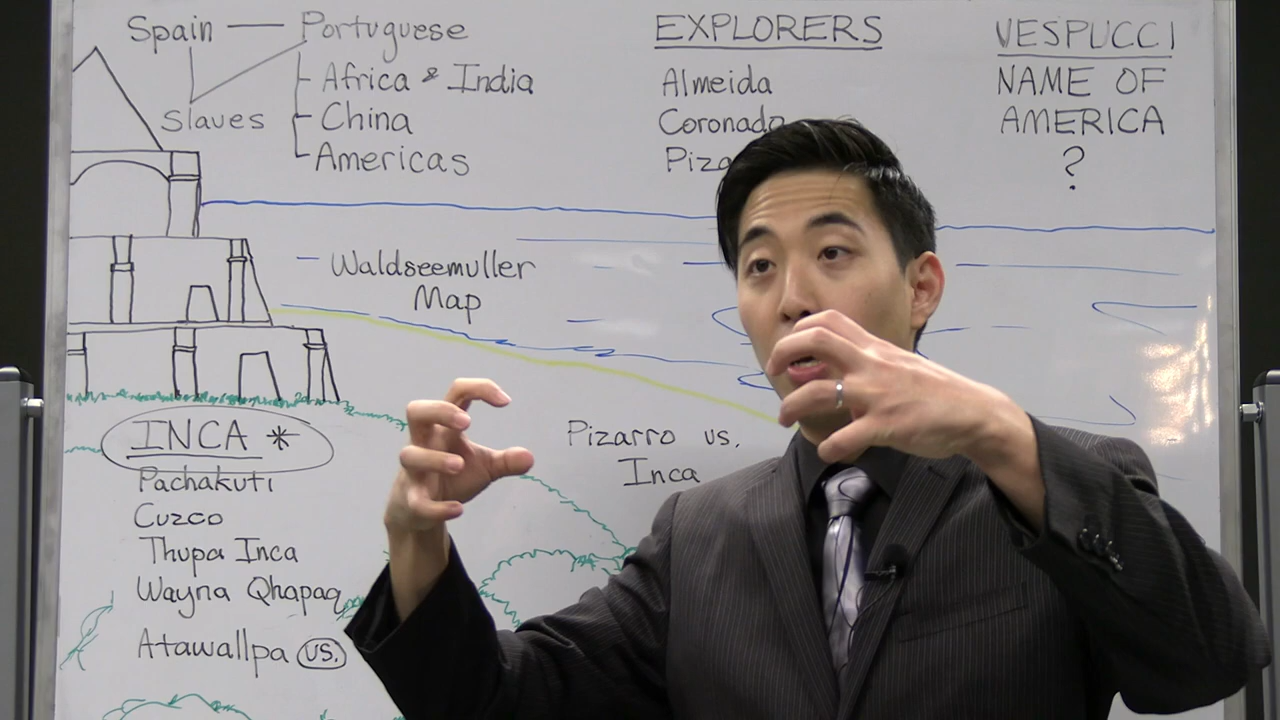 Spain — Portuguese
Africa & India
Slaves
China
Americas
EXPLORERS
Almeida
Coronado
VESPUCCI
NAME OF
AMERICA
?
Waldseemuller
Map
Pizarro vs.
Inca
INCA *
Pachakuti
Cuzco
Thupa Inca
Wayna Qhapaq
Atawallpa vs.